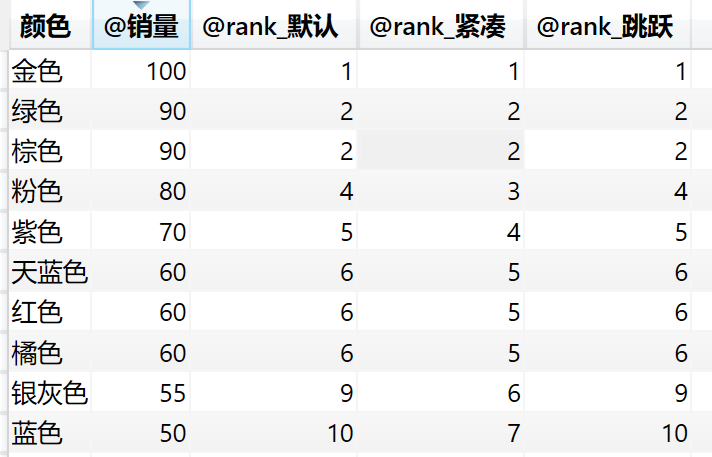 颜色 @销量 @rank_默认 @rank_紧凑 @rank_跳跃
金色 100 1 1 1
绿色 90 2 2 2
棕色 90 2 2 2
粉色 80 4 3 4
紫色 70 5 4 5
天蓝色 60 6 5 6
红色 60 6 5 6
橘色 60 6 5 6
银灰色 55 9 6 9
蓝色 50 10 7 10